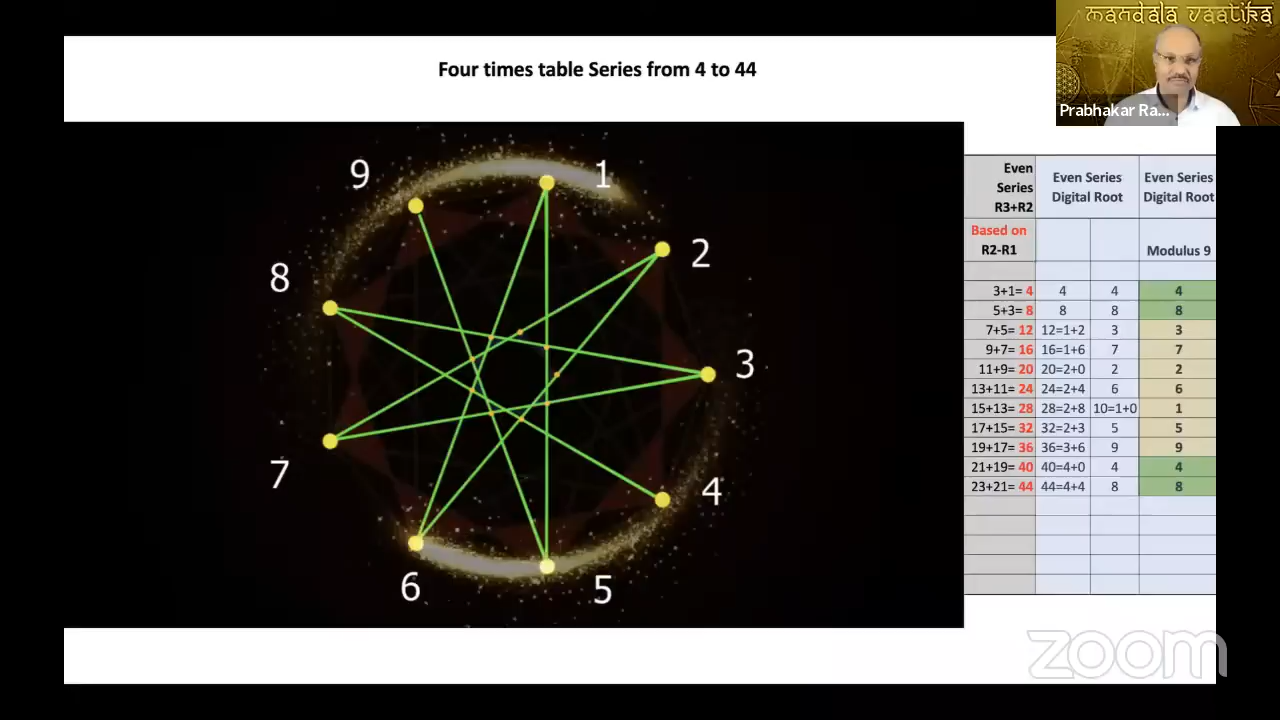 mandala vaatika
Prabhakar Ra...
Four times table Series from 4 to 44
9
1
8
2
3
7
4
6
5
Even Series R3+R2
Even Series Digital Root
Even Series Digital Root
Based on R2-R1
Modulus 9
3+1= 4 4 4 4
5+3= 8 8 8 8
7+5= 12 12=1+2 3 3
9+7= 16 16=1+6 7 7
11+9= 20 20=2+0 2 2
13+11= 24 24=2+4 6 6
15+13= 28 28=2+8 10=1+0 1
17+15= 32 32=2+3 5 5
19+17= 36 36=3+6 9 9
21+19= 40 40=4+0 4 4
23+21= 44 44=4+4 8 8
zoom